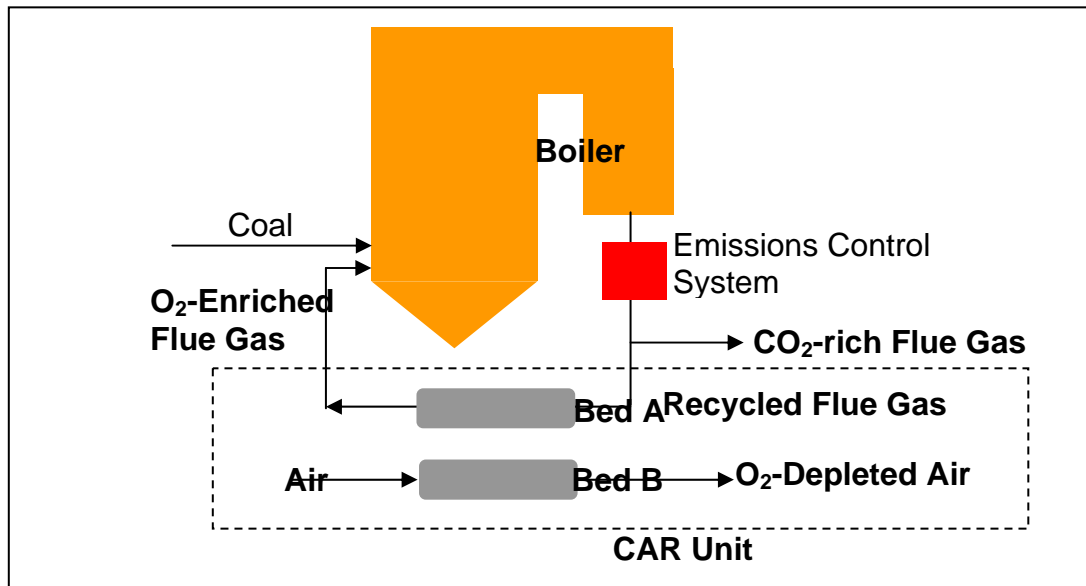 Boiler
Coal
Emissions Control
System
O₂-Enriched
Flue Gas
CO₂-rich Flue Gas
Bed A
Recycled Flue Gas
Air
Bed B
O₂-Depleted Air
CAR Unit